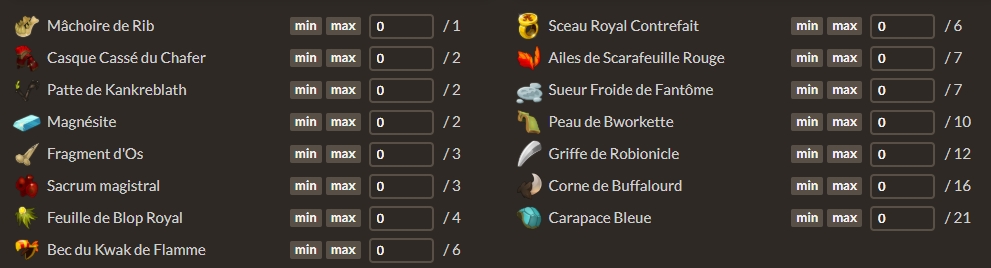 Mâchoire de Rib min max 0 / 1
Casque Cassé du Chafer min max 0 / 2
Patte de Kankreblath min max 0 / 2
Magnésite min max 0 / 2
Fragment d'Os min max 0 / 3
Sacrum magistral min max 0 / 3
Feuille de Blop Royal min max 0 / 4
Bec du Kwak de Flamme min max 0 / 6
Sceau Royal Contrefait min max 0 / 6
Ailes de Scarafeuille Rouge min max 0 / 7
Sueur Froide de Fantôme min max 0 / 7
Peau de Bworkette min max 0 / 10
Griffe de Robionicle min max 0 / 12
Corne de Buffalourd min max 0 / 16
Carapace Bleue min max 0 / 21